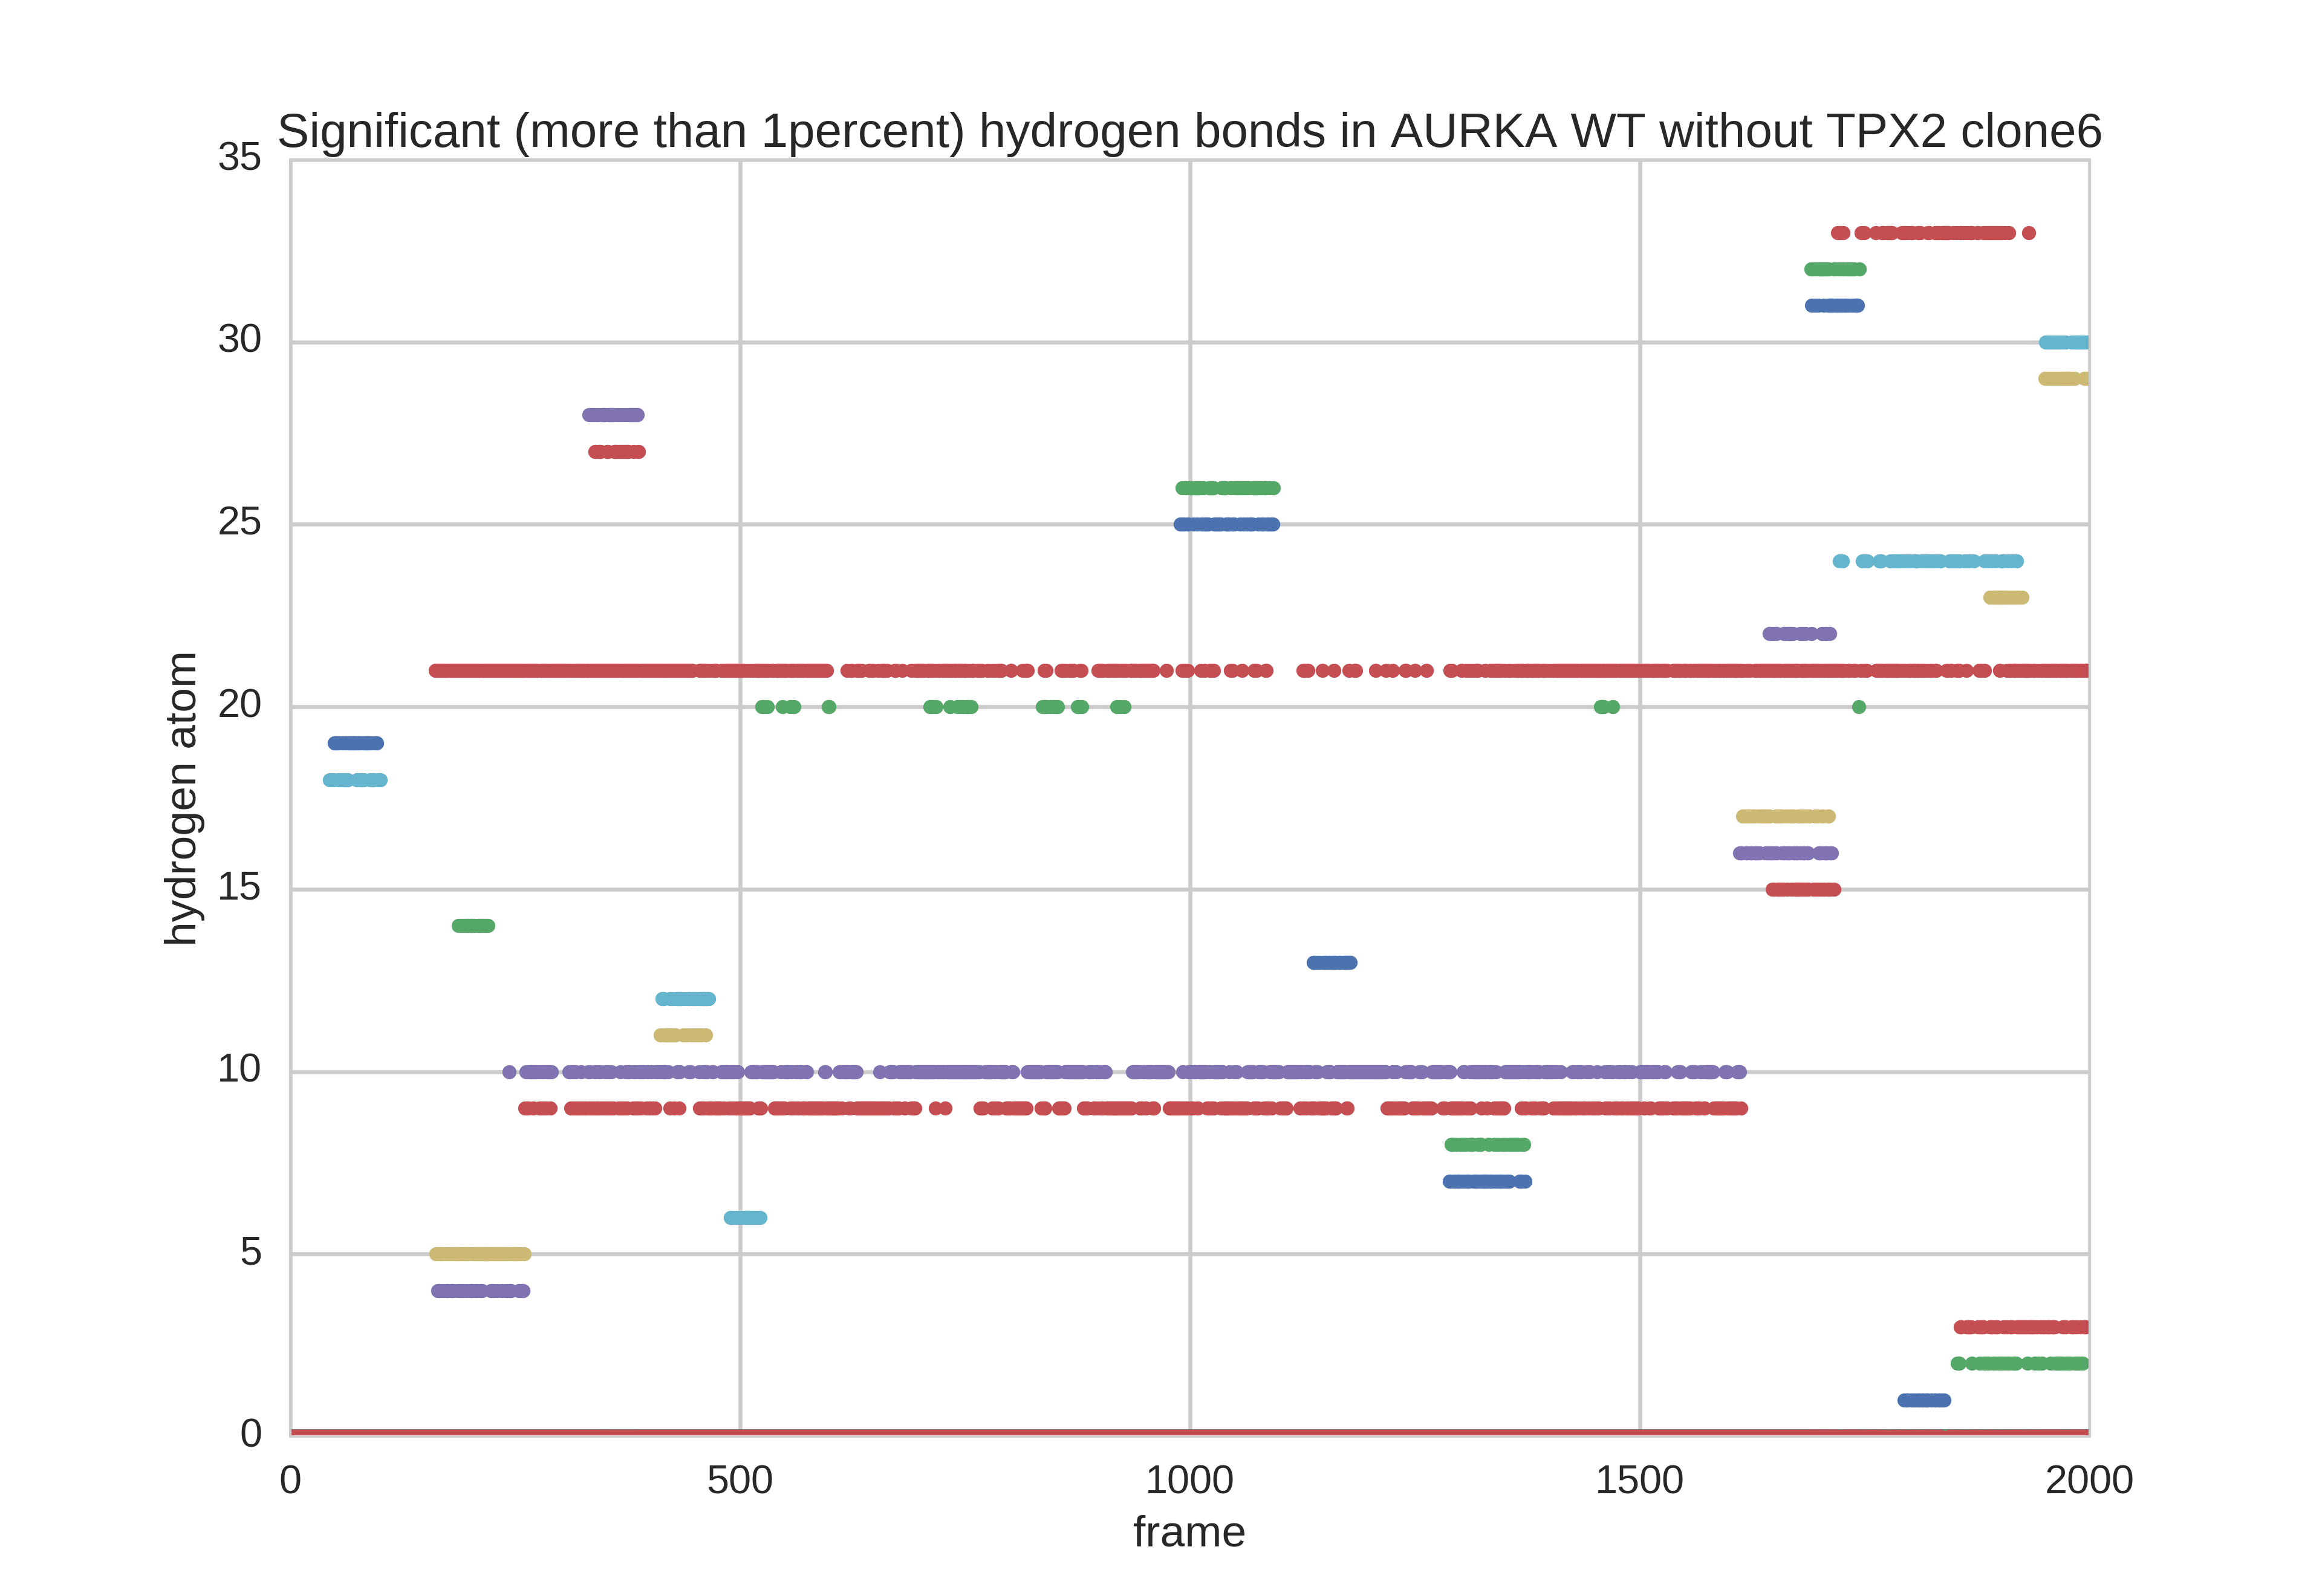 Significant (more than 1percent) hydrogen bonds in AURKA WT without TPX2 clone6
35
30
25
20
15
10
5
0
hydrogen atom
0 500 1000 1500 2000
frame